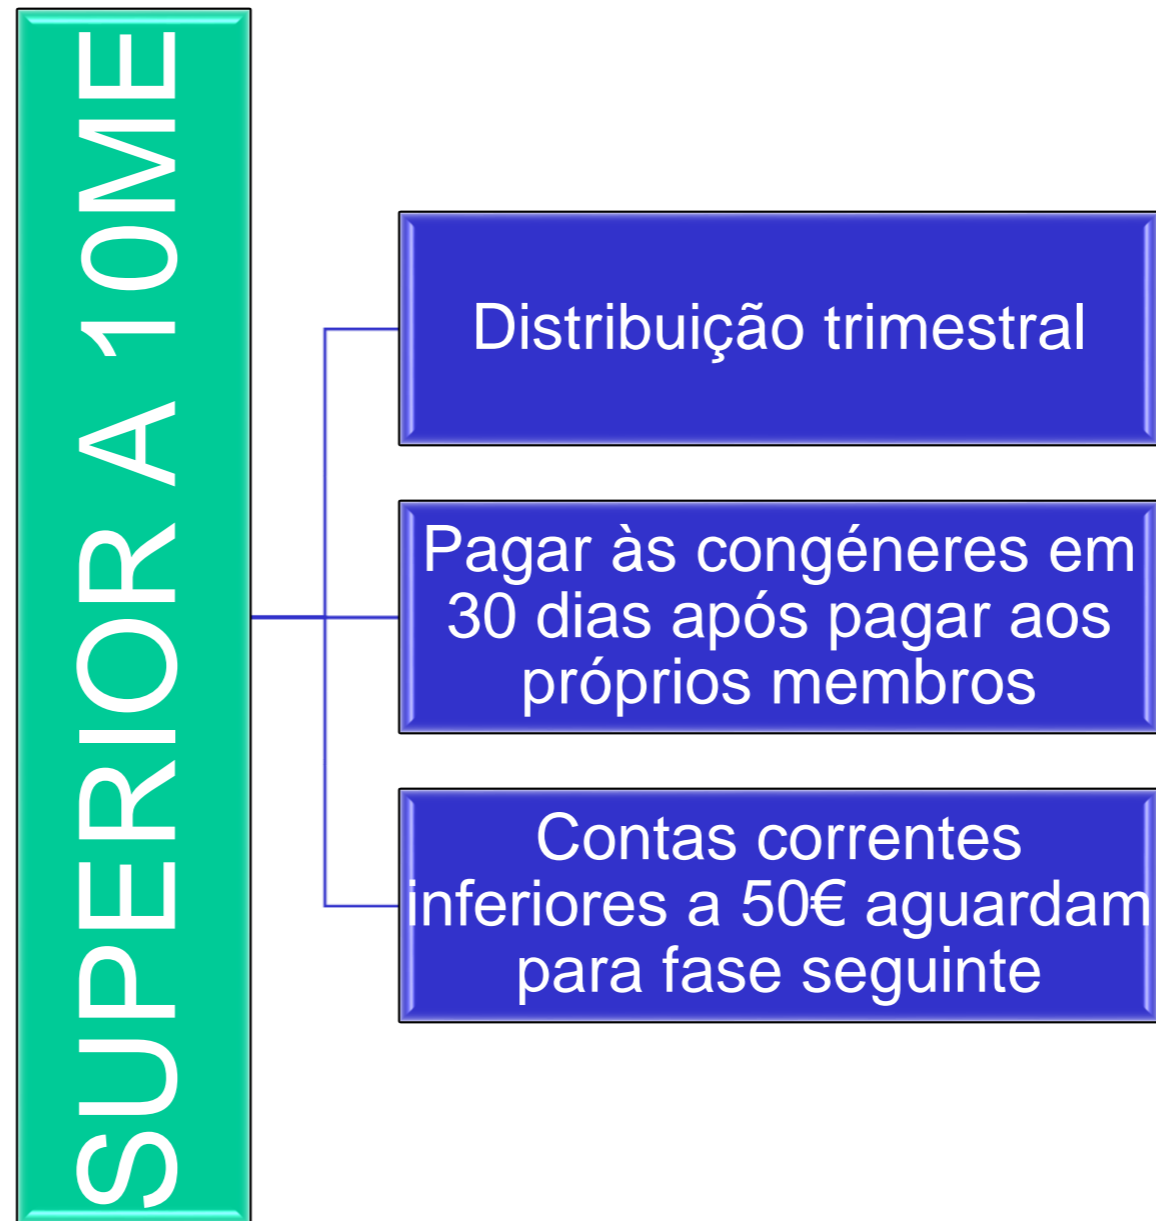 SUPERIOR A 10ME
Distribuição trimestral
Pagar às congéneres em
30 dias após pagar aos
próprios membros
Contas correntes
inferiores a 50€ aguardam
para fase seguinte